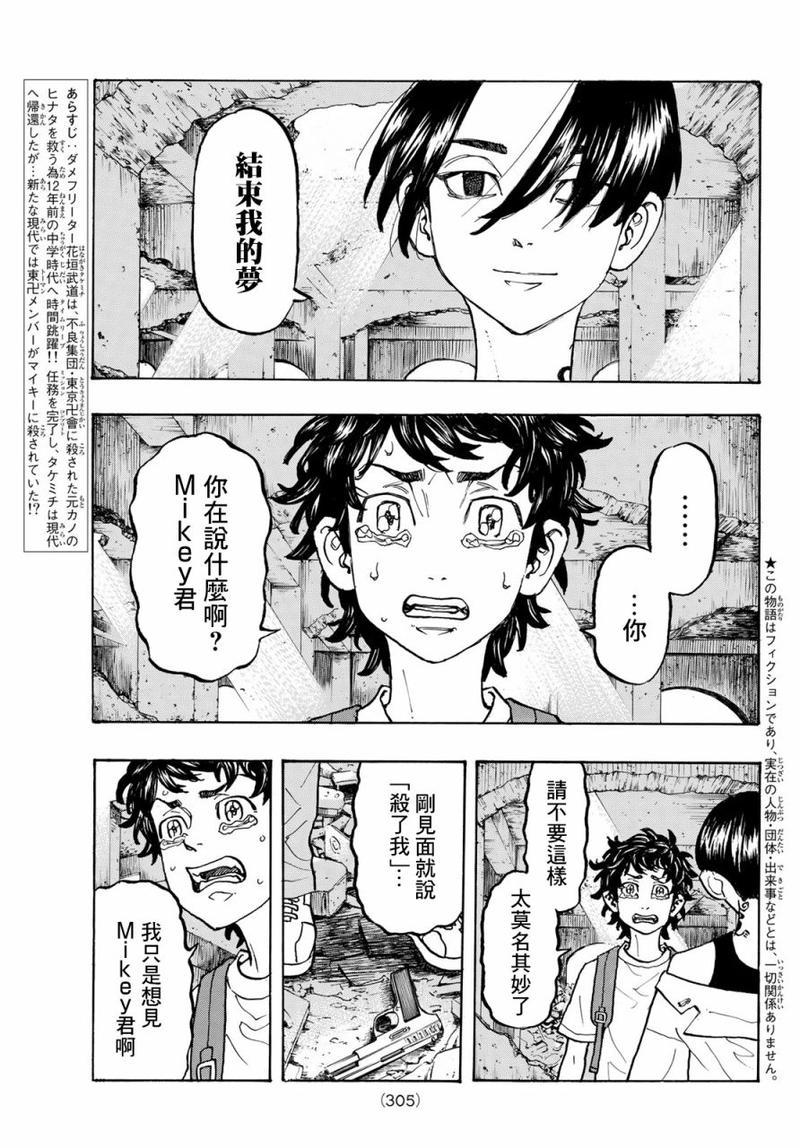 あらすじ：ダメフリーター花垣武道は、不良集団・東京卍會に殺された元カノの
ヒナタを救う為12年前の中学時代へ時間跳躍!! 任務を完了し、タケミチは現代
へ帰還したが…新たな現代では東卍メンバーがマイキーに殺されていた!?
結束我的夢
……
…你
你在說什麼啊？
Mikey君
★この物語はフィクションであり、実在の人物・団体・出来事などとは、一切関係ありません。
請不要這樣
太莫名其妙了
剛見面就說
「殺了我」…
我只是想見
Mikey君啊
(305)